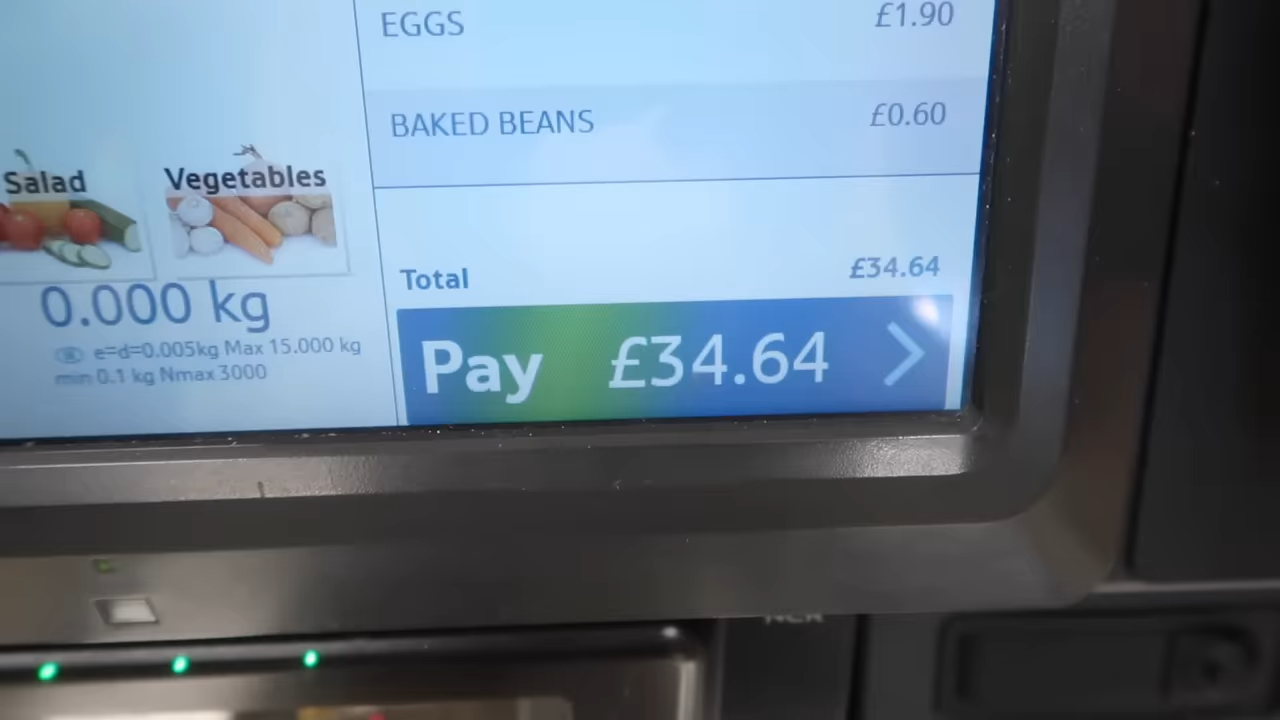 EGGS £1.90
BAKED BEANS £0.60
Salad Vegetables
0.000 kg
e=d=0.005kg Max 15.000 kg
min 0.1 kg Nmax 3000
Total £34.64
Pay £34.64
NCR